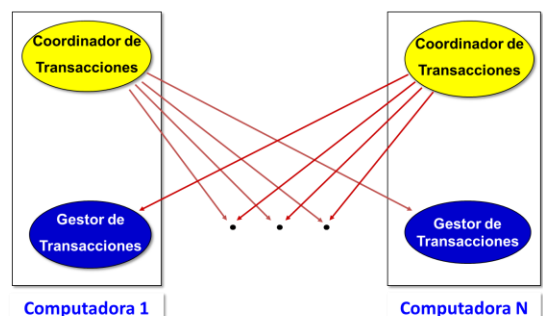 Coordinador de
Transacciones
Coordinador de
Transacciones
Gestor de
Transacciones
Gestor de
Transacciones
Computadora 1
Computadora N